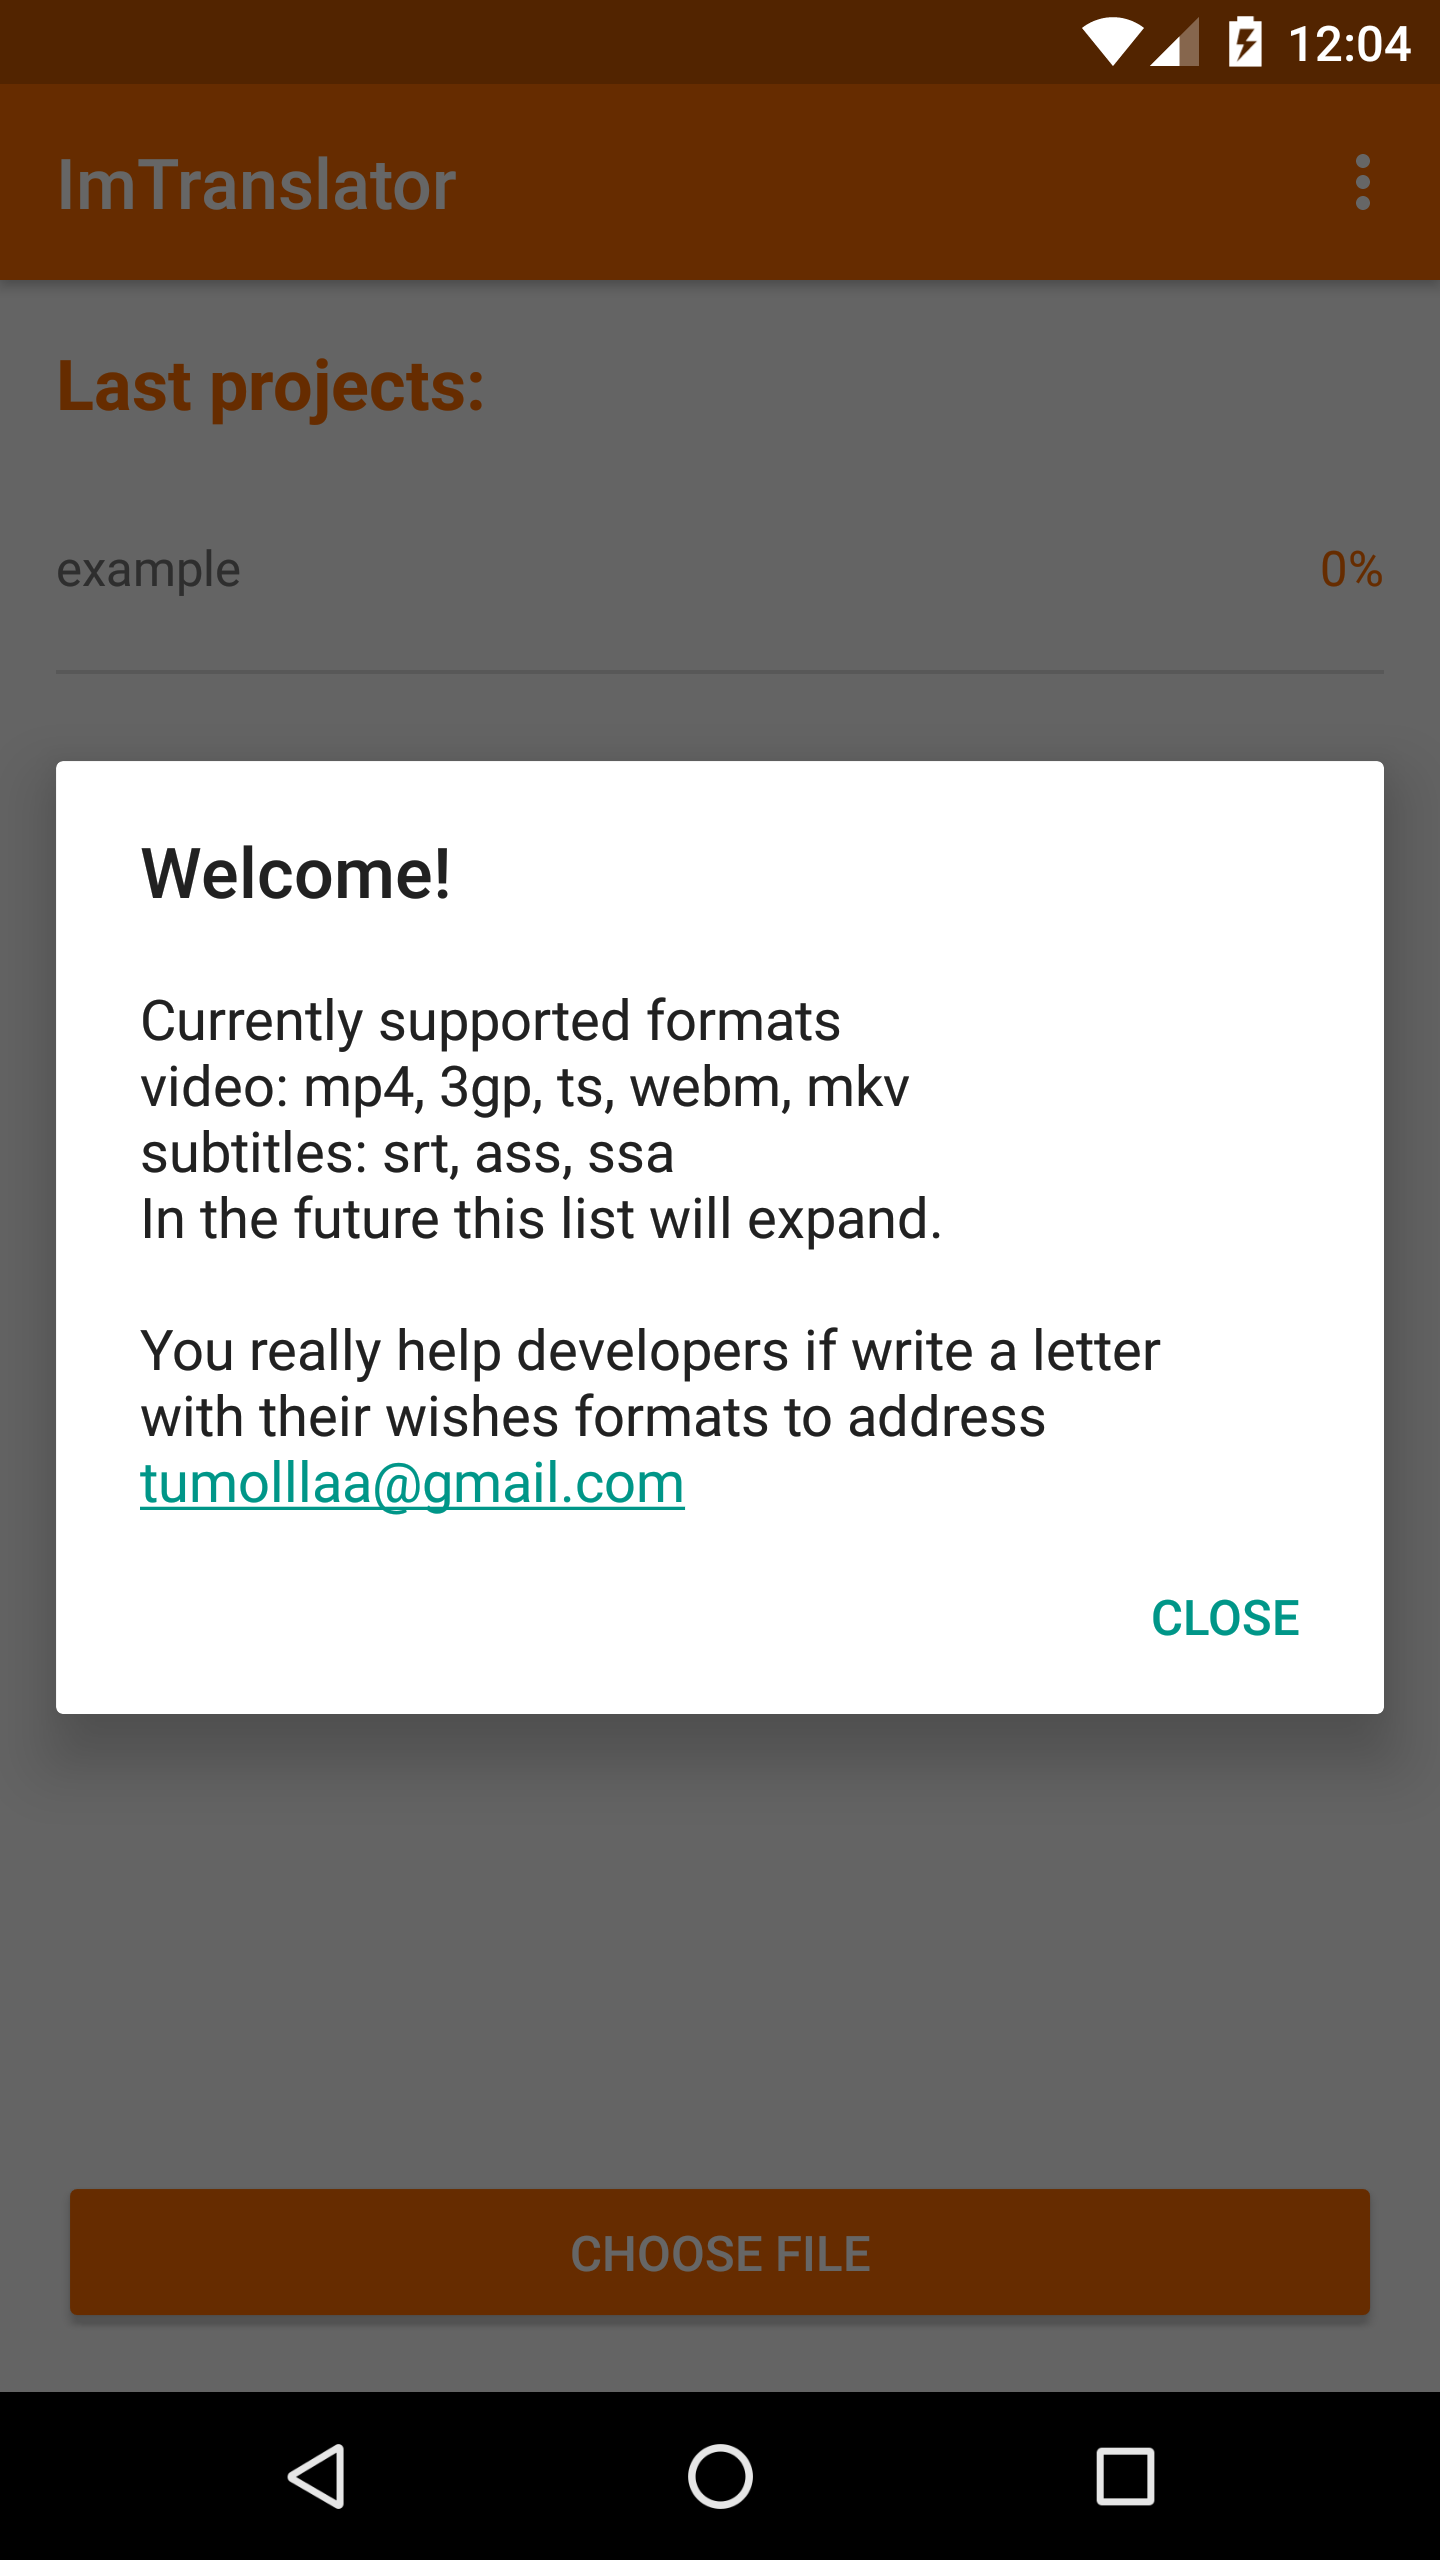 12:04
ImTranslator
Last projects:
example 0%
Welcome!
Currently supported formats
video: mp4, 3gp, ts, webm, mkv
subtitles: srt, ass, ssa
In the future this list will expand.
You really help developers if write a letter
with their wishes formats to address
tumolllaa@gmail.com
CLOSE
CHOOSE FILE